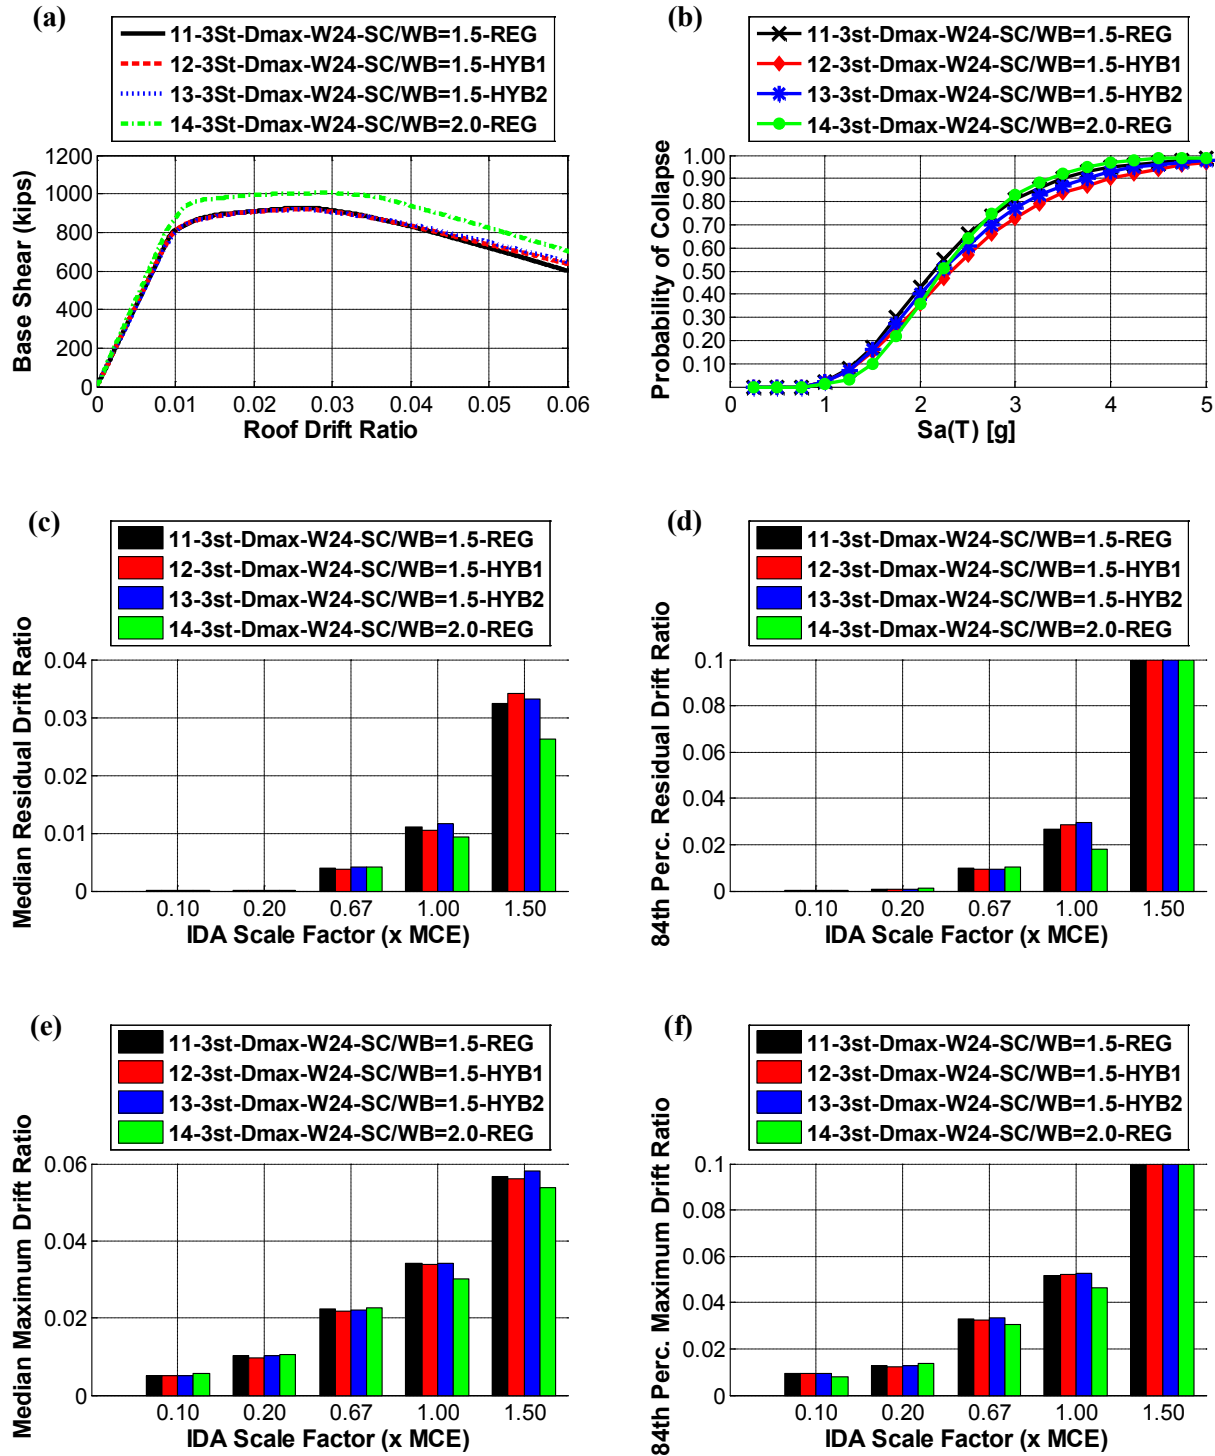 (a)
11-3St-Dmax-W24-SC/WB=1.5-REG
12-3St-Dmax-W24-SC/WB=1.5-HYB1
13-3St-Dmax-W24-SC/WB=1.5-HYB2
14-3St-Dmax-W24-SC/WB=2.0-REG
Base Shear (kips)
1200
1000
800
600
400
200
0
0 0.01 0.02 0.03 0.04 0.05 0.06
Roof Drift Ratio
(b)
11-3st-Dmax-W24-SC/WB=1.5-REG
12-3st-Dmax-W24-SC/WB=1.5-HYB1
13-3st-Dmax-W24-SC/WB=1.5-HYB2
14-3st-Dmax-W24-SC/WB=2.0-REG
Probability of Collapse
1.00
0.90
0.80
0.70
0.60
0.50
0.40
0.30
0.20
0.10
0 1 2 3 4 5
Sa(T) [g]
(c)
11-3st-Dmax-W24-SC/WB=1.5-REG
12-3st-Dmax-W24-SC/WB=1.5-HYB1
13-3st-Dmax-W24-SC/WB=1.5-HYB2
14-3st-Dmax-W24-SC/WB=2.0-REG
Median Residual Drift Ratio
0.04
0.03
0.02
0.01
0
0.10 0.20 0.67 1.00 1.50
IDA Scale Factor (x MCE)
(d)
11-3st-Dmax-W24-SC/WB=1.5-REG
12-3st-Dmax-W24-SC/WB=1.5-HYB1
13-3st-Dmax-W24-SC/WB=1.5-HYB2
14-3st-Dmax-W24-SC/WB=2.0-REG
84th Perc. Residual Drift Ratio
0.1
0.08
0.06
0.04
0.02
0
0.10 0.20 0.67 1.00 1.50
IDA Scale Factor (x MCE)
(e)
11-3st-Dmax-W24-SC/WB=1.5-REG
12-3st-Dmax-W24-SC/WB=1.5-HYB1
13-3st-Dmax-W24-SC/WB=1.5-HYB2
14-3st-Dmax-W24-SC/WB=2.0-REG
Median Maximum Drift Ratio
0.06
0.04
0.02
0
0.10 0.20 0.67 1.00 1.50
IDA Scale Factor (x MCE)
(f)
11-3st-Dmax-W24-SC/WB=1.5-REG
12-3st-Dmax-W24-SC/WB=1.5-HYB1
13-3st-Dmax-W24-SC/WB=1.5-HYB2
14-3st-Dmax-W24-SC/WB=2.0-REG
84th Perc. Maximum Drift Ratio
0.1
0.08
0.06
0.04
0.02
0
0.10 0.20 0.67 1.00 1.50
IDA Scale Factor (x MCE)